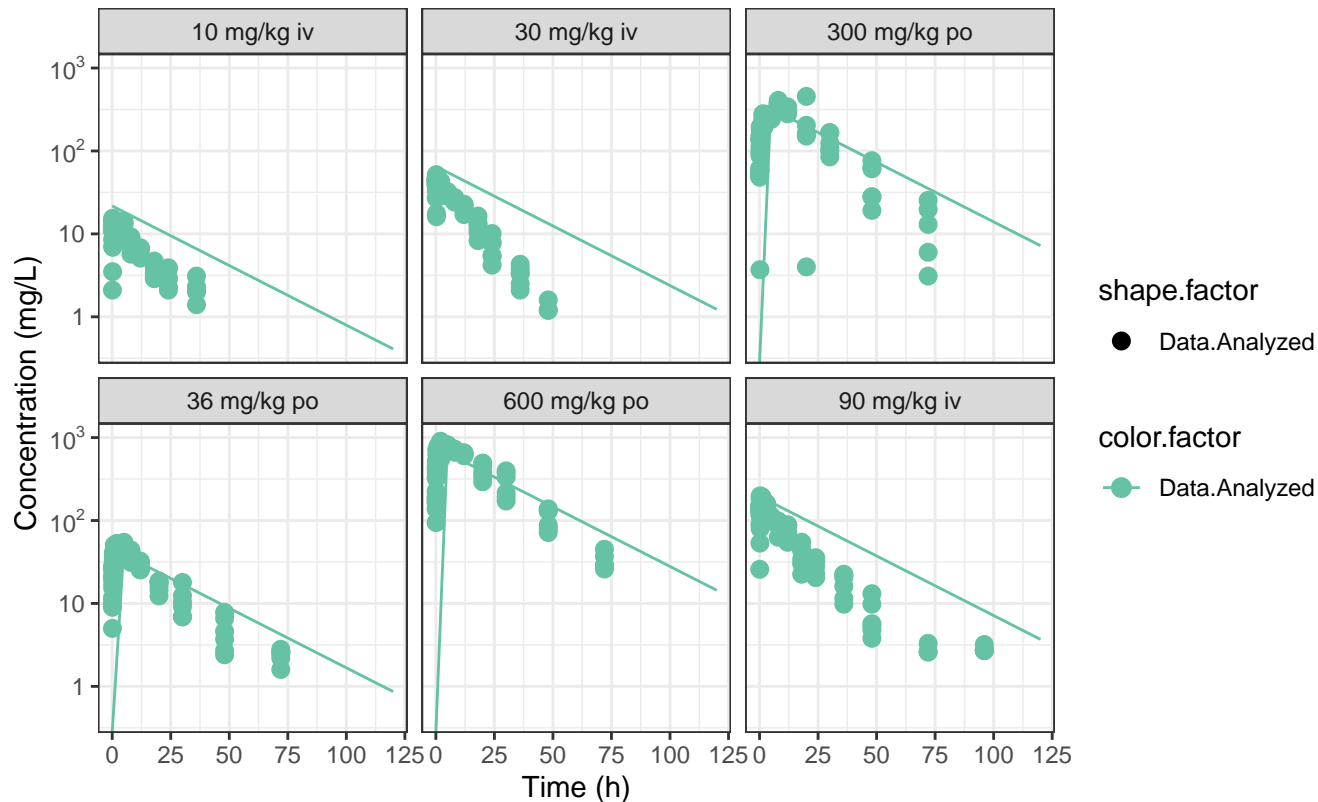 10 mg/kg iv
30 mg/kg iv
300 mg/kg po
10³
10²
10
1
36 mg/kg po
600 mg/kg po
90 mg/kg iv
10³
10²
10
1
0 25 50 75 100 125
0 25 50 75 100 125
0 25 50 75 100 125
Time (h)
Concentration (mg/L)
shape.factor
Data.Analyzed
color.factor
Data.Analyzed